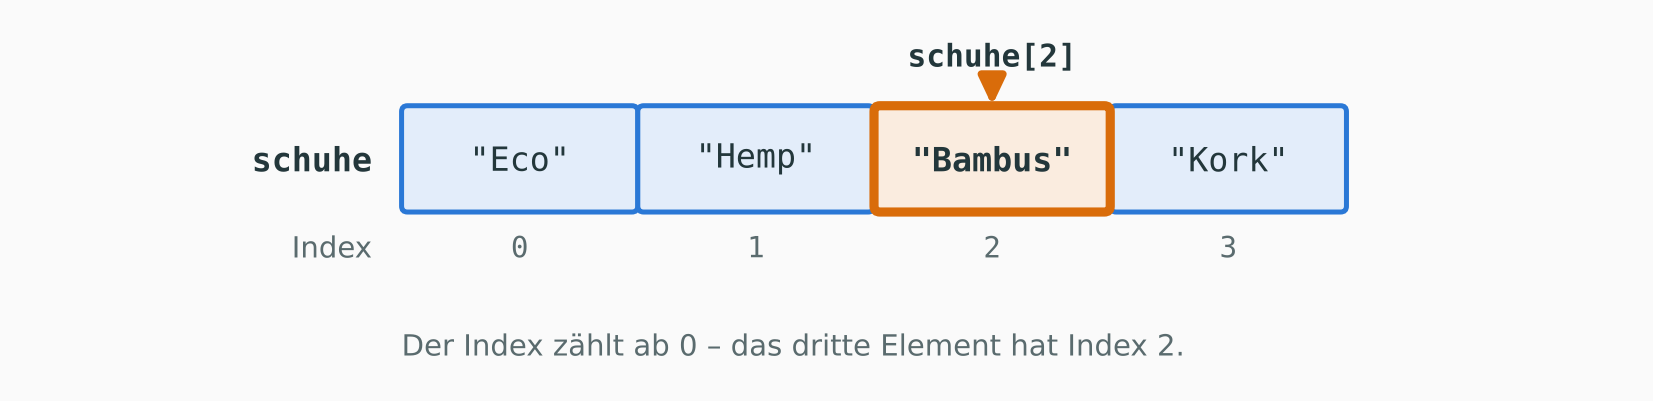 schuhe[2]
schuhe "Eco" "Hemp" "Bambus" "Kork"
Index 0 1 2 3
Der Index zählt ab 0 – das dritte Element hat Index 2.